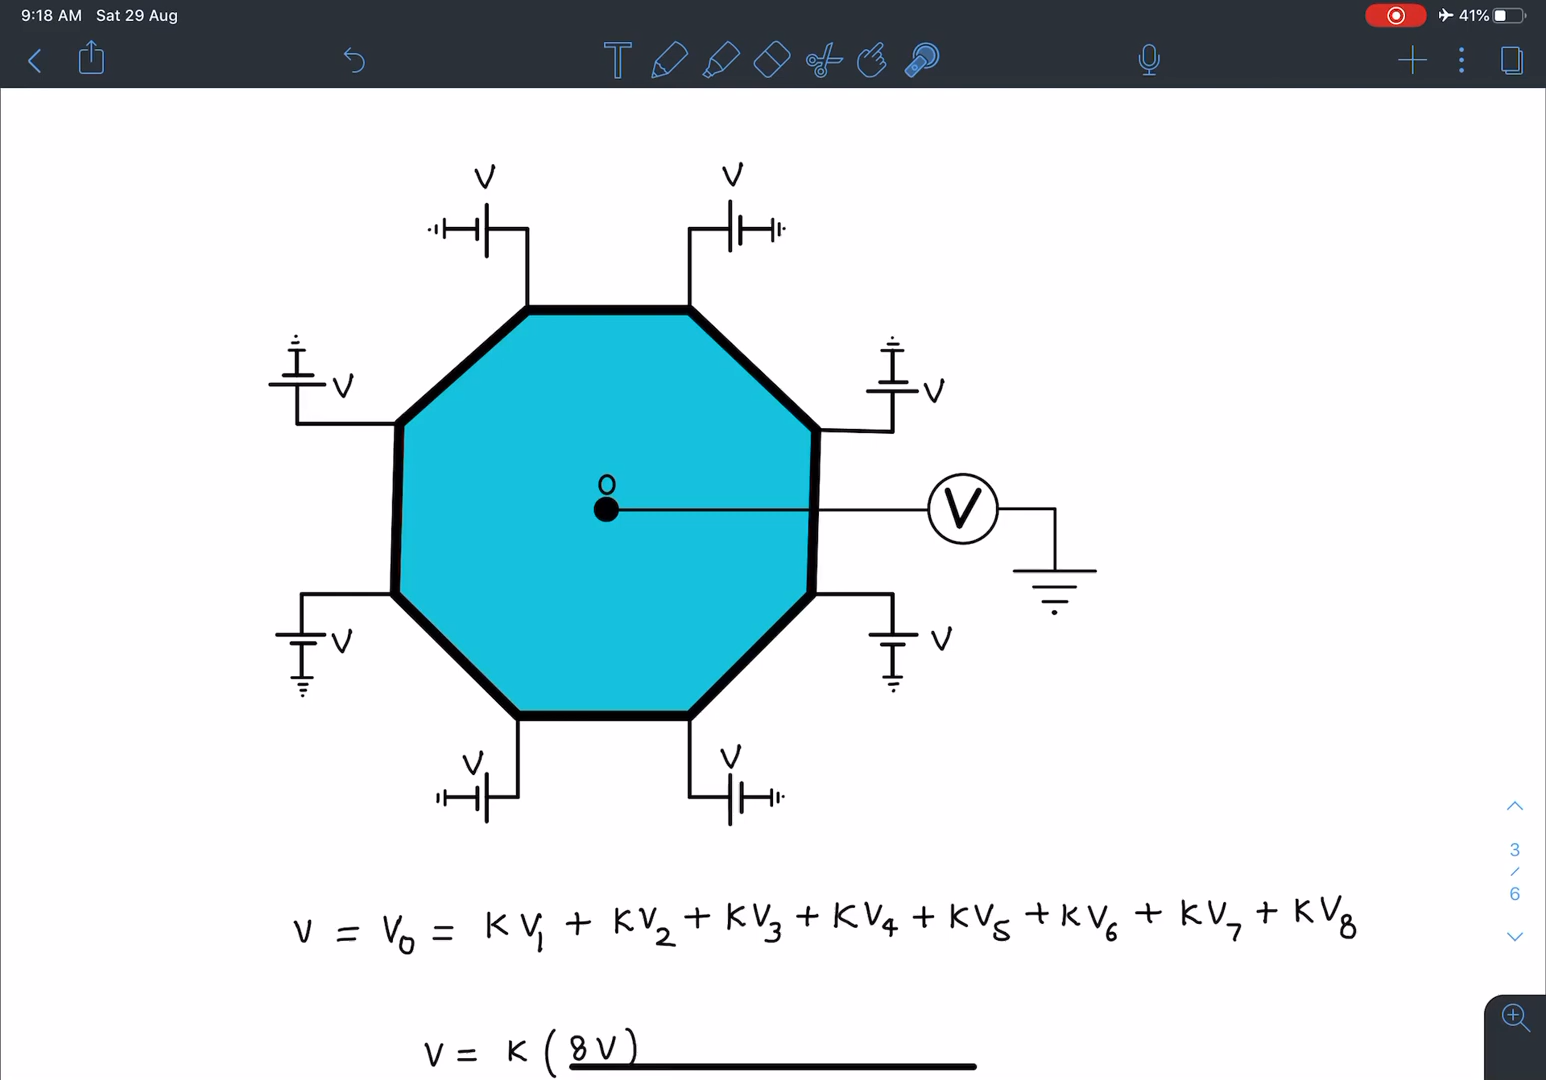 9:18 AM Sat 29 Aug 41%
T
V V
V V
O
V
V V
V V
3
/
6
V = V₀ = KV₁ + KV₂ + KV₃ + KV₄ + KV₅ + KV₆ + KV₇ + KV₈
V = K (8V)